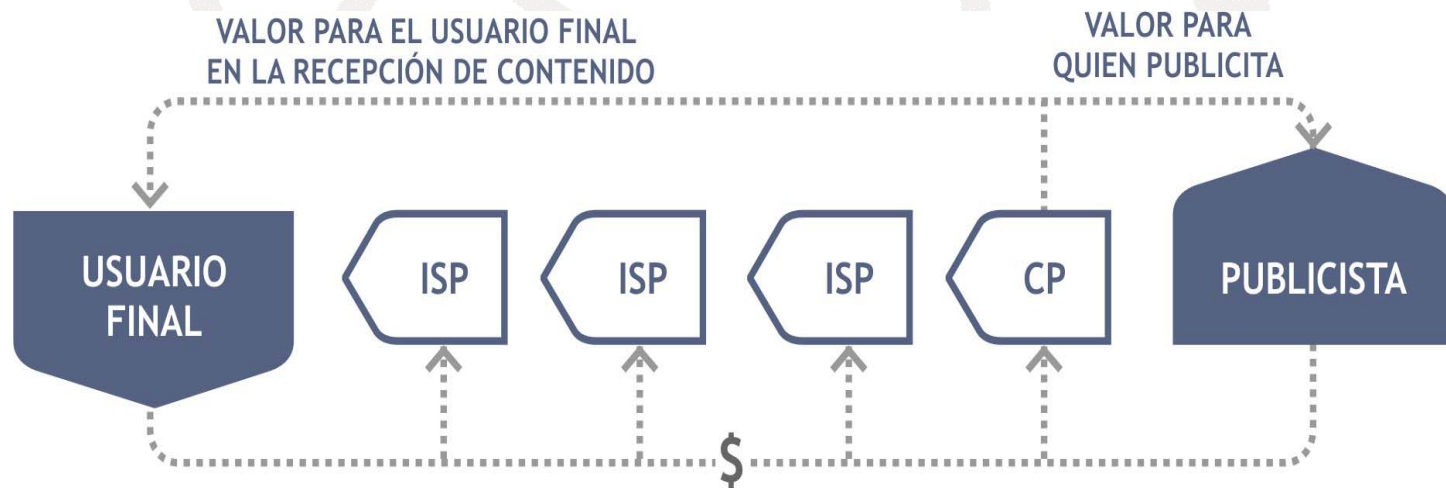 VALOR PARA EL USUARIO FINAL
EN LA RECEPCIÓN DE CONTENIDO
VALOR PARA
QUIEN PUBLICITA
USUARIO
FINAL
ISP
ISP
ISP
CP
PUBLICISTA
$